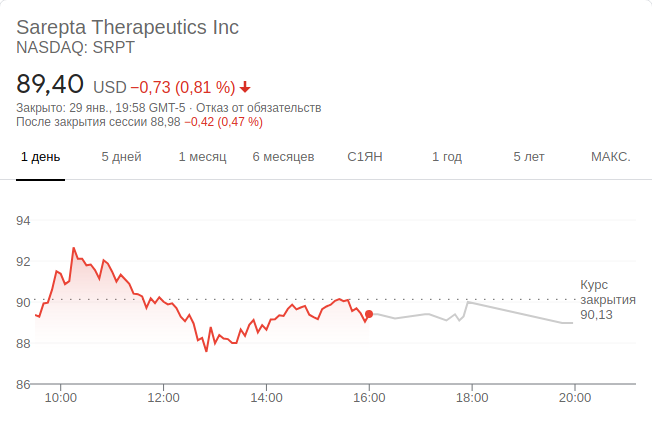 Sarepta Therapeutics Inc
NASDAQ: SRPT
89,40 USD −0,73 (0,81 %)
Закрыто: 29 янв., 19:58 GMT-5 · Отказ от обязательств
После закрытия сессии 88,98 −0,42 (0,47 %)
1 день 5 дней 1 месяц 6 месяцев С1ЯН 1 год 5 лет МАКС.
94
92
90
88
86
Курс
закрытия
90,13
10:00 12:00 14:00 16:00 18:00 20:00